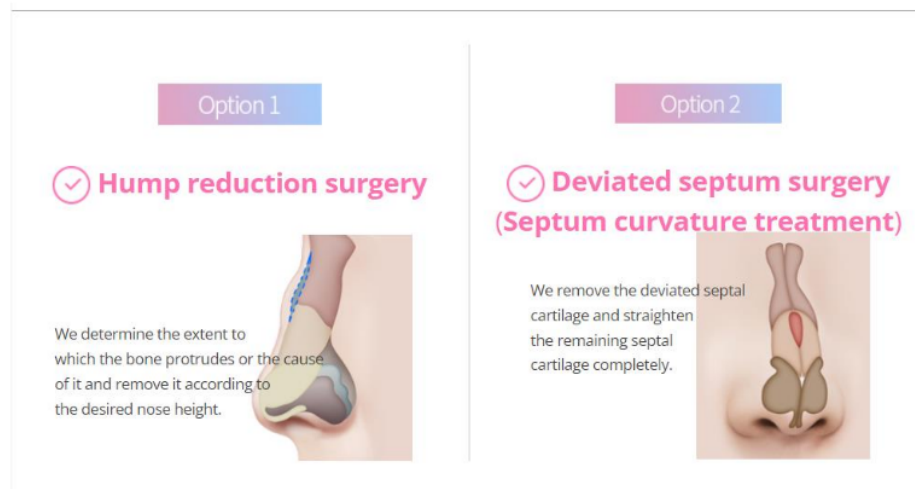 Option 1
Hump reduction surgery
We determine the extent to
which the bone protrudes or the cause
of it and remove it according to
the desired nose height.
Option 2
Deviated septum surgery
(Septum curvature treatment)
We remove the deviated septal
cartilage and straighten
the remaining septal
cartilage completely.